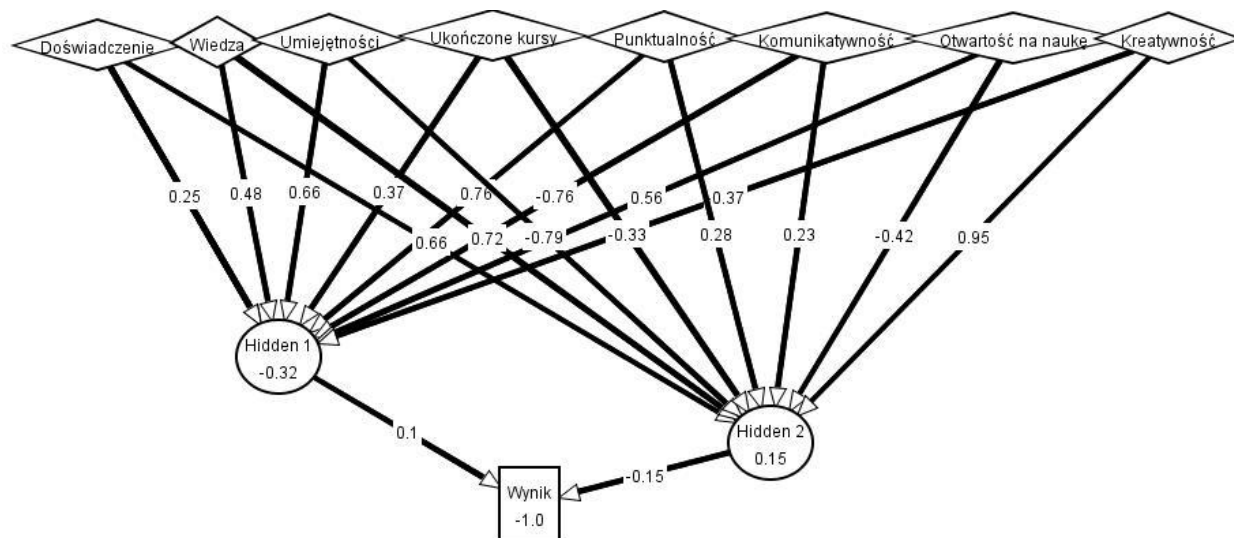 Doświadczenie
Wiedza
Umiejętności
Ukończone kursy
Punktualność
Komunikatywność
Otwartość na naukę
Kreatywność
0.25
0.48
0.66
0.37
0.76
-0.76
0.56
-0.37
0.66
0.72
-0.79
-0.33
0.28
0.23
-0.42
0.95
Hidden 1
-0.32
Hidden 2
0.15
0.1
-0.15
Wynik
-1.0